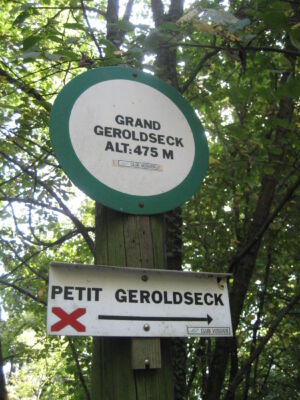 GRAND
GEROLDSECK
ALT: 475 M
CLUB VOSGIEN
PETIT GEROLDSECK
CLUB VOSGIEN